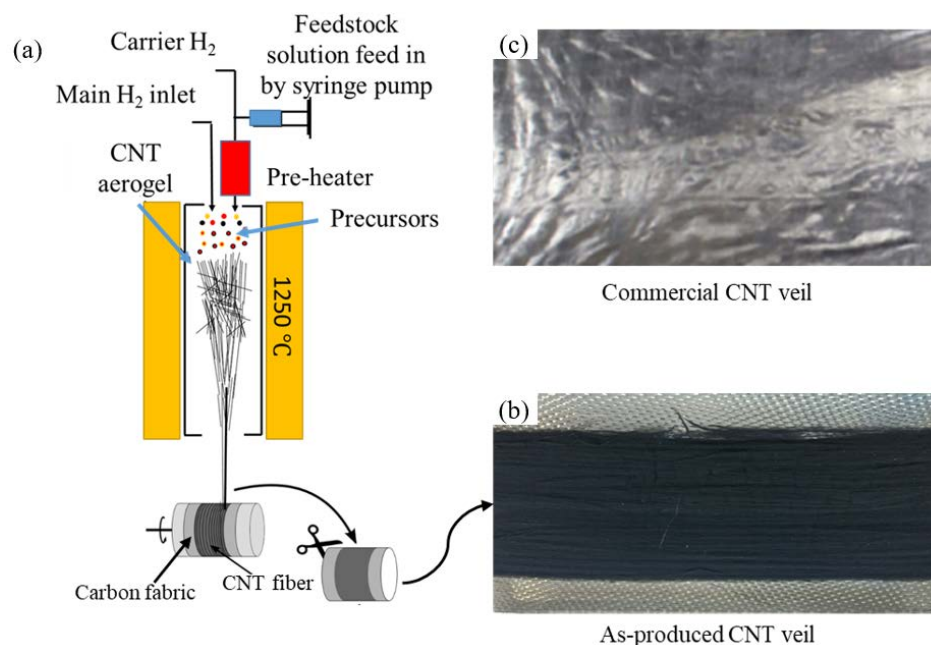 (a)
Carrier H2
Main H2 inlet
CNT
aerogel
Feedstock
solution feed in
by syringe pump
Pre-heater
Precursors
1250 °C
Carbon fabric
CNT fiber
(c)
Commercial CNT veil
(b)
As-produced CNT veil